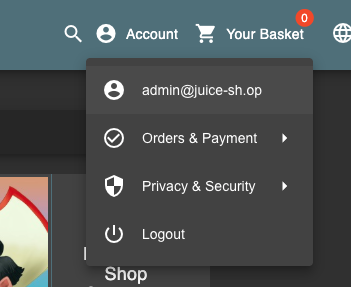 0
Account
Your Basket
admin@juice-sh.op
Orders & Payment
Privacy & Security
Logout
Shop